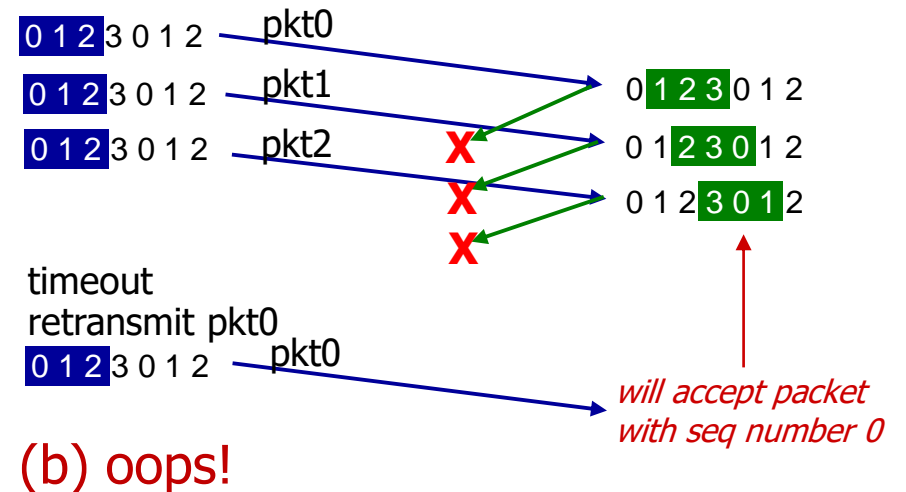 0 1 2 3 0 1 2 pkt0
0 1 2 3 0 1 2
0 1 2 3 0 1 2 pkt1
X 0 1 2 3 0 1 2
0 1 2 3 0 1 2 pkt2
X 0 1 2 3 0 1 2
X
timeout
retransmit pkt0
0 1 2 3 0 1 2 pkt0
will accept packet
with seq number 0
(b) oops!